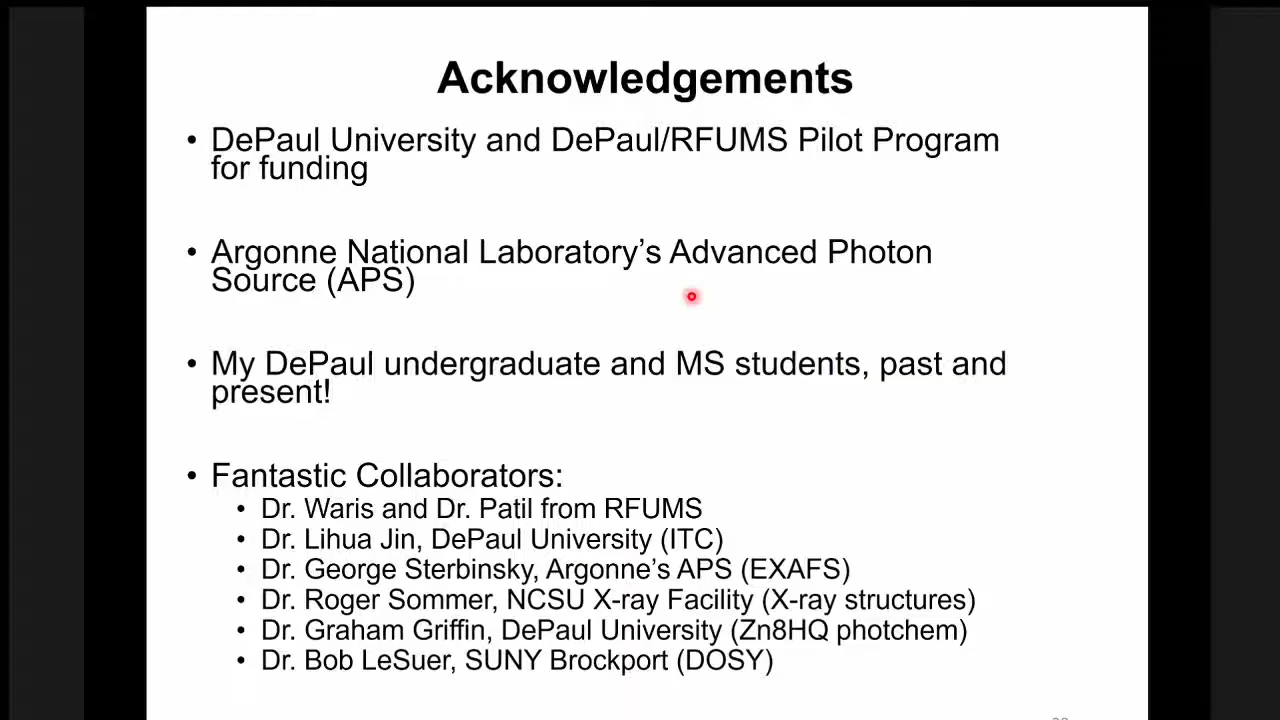 Acknowledgements
• DePaul University and DePaul/RFUMS Pilot Program
for funding
• Argonne National Laboratory’s Advanced Photon
Source (APS)
• My DePaul undergraduate and MS students, past and
present!
• Fantastic Collaborators:
• Dr. Waris and Dr. Patil from RFUMS
• Dr. Lihua Jin, DePaul University (ITC)
• Dr. George Sterbinsky, Argonne’s APS (EXAFS)
• Dr. Roger Sommer, NCSU X-ray Facility (X-ray structures)
• Dr. Graham Griffin, DePaul University (Zn8HQ photchem)
• Dr. Bob LeSuer, SUNY Brockport (DOSY)